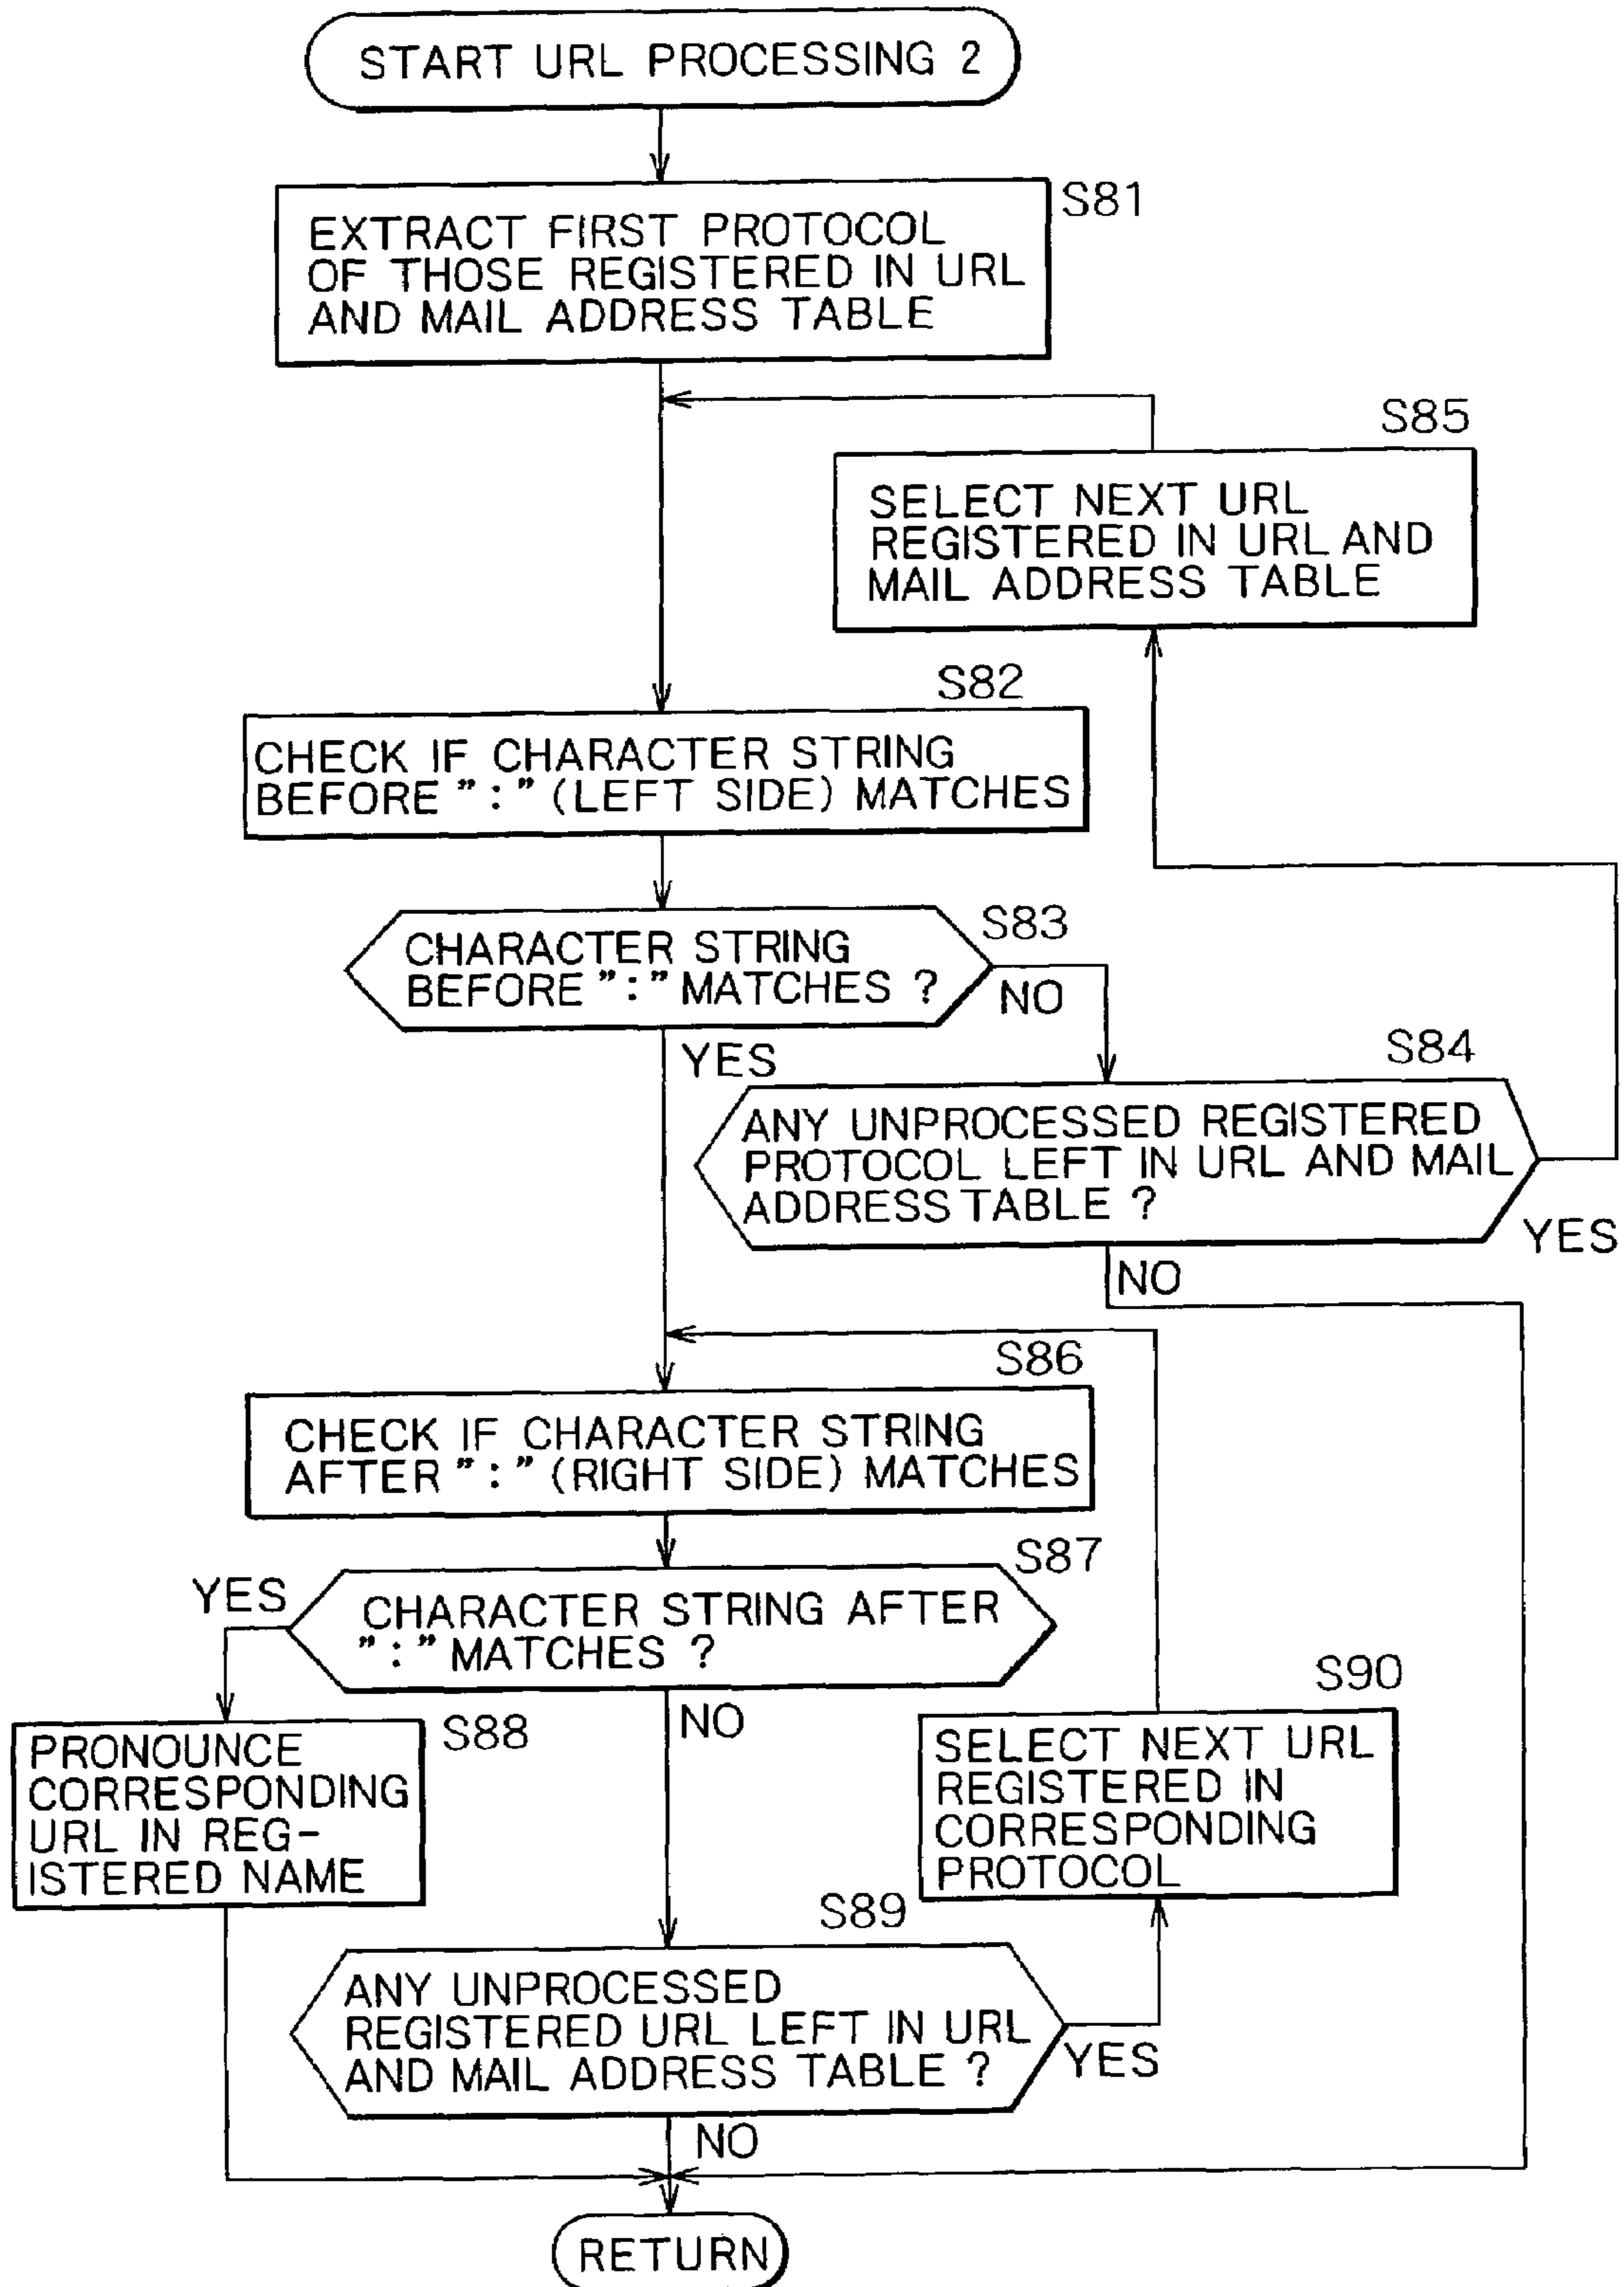 START URL PROCESSING 2
S81
EXTRACT FIRST PROTOCOL
OF THOSE REGISTERED IN URL
AND MAIL ADDRESS TABLE
S85
SELECT NEXT URL
REGISTERED IN URL AND
MAIL ADDRESS TABLE
S82
CHECK IF CHARACTER STRING
BEFORE ":" (LEFT SIDE) MATCHES
S83
CHARACTER STRING
BEFORE ":" MATCHES ?
NO
YES
S84
ANY UNPROCESSED REGISTERED
PROTOCOL LEFT IN URL AND MAIL
ADDRESS TABLE ?
YES
NO
S86
CHECK IF CHARACTER STRING
AFTER ":" (RIGHT SIDE) MATCHES
S87
YES
CHARACTER STRING AFTER
":" MATCHES ?
NO
S88
PRONOUNCE
CORRESPONDING
URL IN REG-
ISTERED NAME
S90
SELECT NEXT URL
REGISTERED IN
CORRESPONDING
PROTOCOL
S89
ANY UNPROCESSED
REGISTERED URL LEFT IN URL
AND MAIL ADDRESS TABLE ?
YES
NO
RETURN